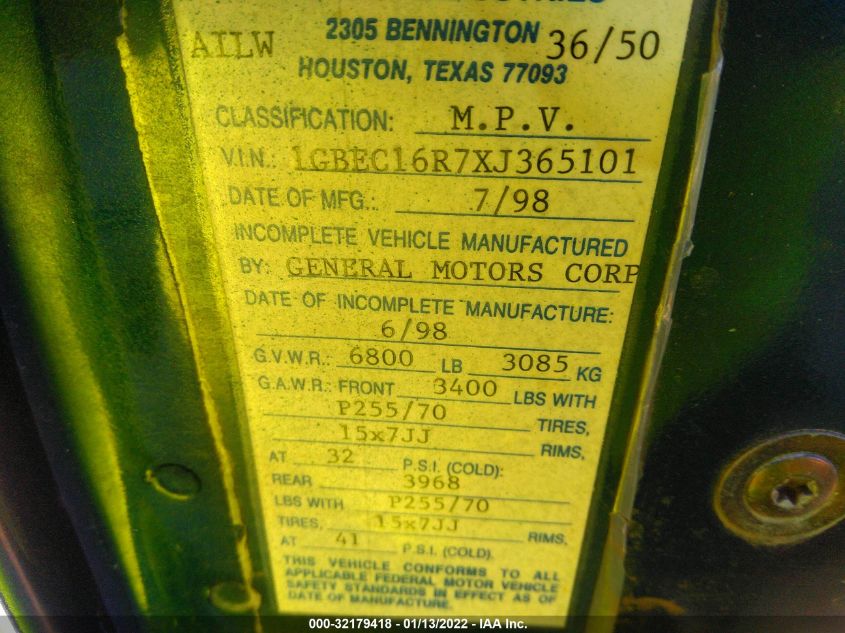 2305 BENNINGTON
AILW 36/50
HOUSTON, TEXAS 77093
CLASSIFICATION: M.P.V.
V.I.N.: 1GBEC16R7XJ365101
DATE OF MFG.: 7/98
INCOMPLETE VEHICLE MANUFACTURED
BY: GENERAL MOTORS CORP
DATE OF INCOMPLETE MANUFACTURE:
6/98
G.V.W.R.: 6800 LB 3085 KG
G.A.W.R.: FRONT 3400 LBS WITH
P255/70 TIRES,
15x7JJ RIMS,
AT 32 P.S.I. (COLD):
REAR 3968
LBS WITH P255/70
TIRES, 15x7JJ RIMS,
AT 41 P.S.I. (COLD).
THIS VEHICLE CONFORMS TO ALL
APPLICABLE FEDERAL MOTOR VEHICLE
SAFETY STANDARDS IN EFFECT AS OF
DATE OF MANUFACTURE.
000-32179418 - 01/13/2022 - IAA Inc.